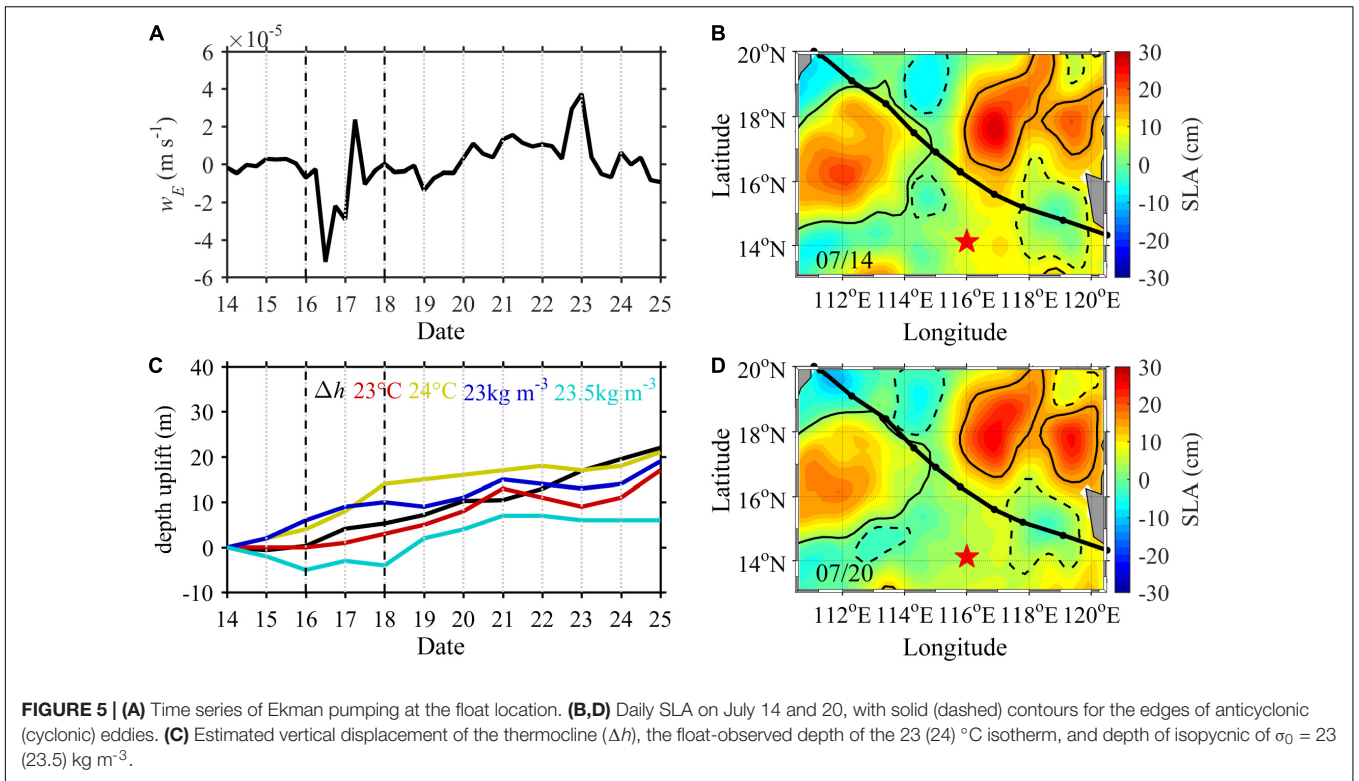 A
×10⁻⁵
6
4
2
0
-2
-4
-6
w_E (m s⁻¹)
14 15 16 17 18 19 20 21 22 23 24 25
Date
B
20°N
18°N
16°N
14°N
Latitude
07/14
112°E 114°E 116°E 118°E 120°E
Longitude
30
20
10
0
-10
-20
-30
SLA (cm)
C
40
30
20
10
0
-10
depth uplift (m)
Δh 23°C 24°C 23kg m⁻³ 23.5kg m⁻³
14 15 16 17 18 19 20 21 22 23 24 25
Date
D
20°N
18°N
16°N
14°N
Latitude
07/20
112°E 114°E 116°E 118°E 120°E
Longitude
30
20
10
0
-10
-20
-30
SLA (cm)
FIGURE 5 | (A) Time series of Ekman pumping at the float location. (B,D) Daily SLA on July 14 and 20, with solid (dashed) contours for the edges of anticyclonic
(cyclonic) eddies. (C) Estimated vertical displacement of the thermocline (Δh), the float-observed depth of the 23 (24) °C isotherm, and depth of isopycnic of σ₀ = 23
(23.5) kg m⁻³.